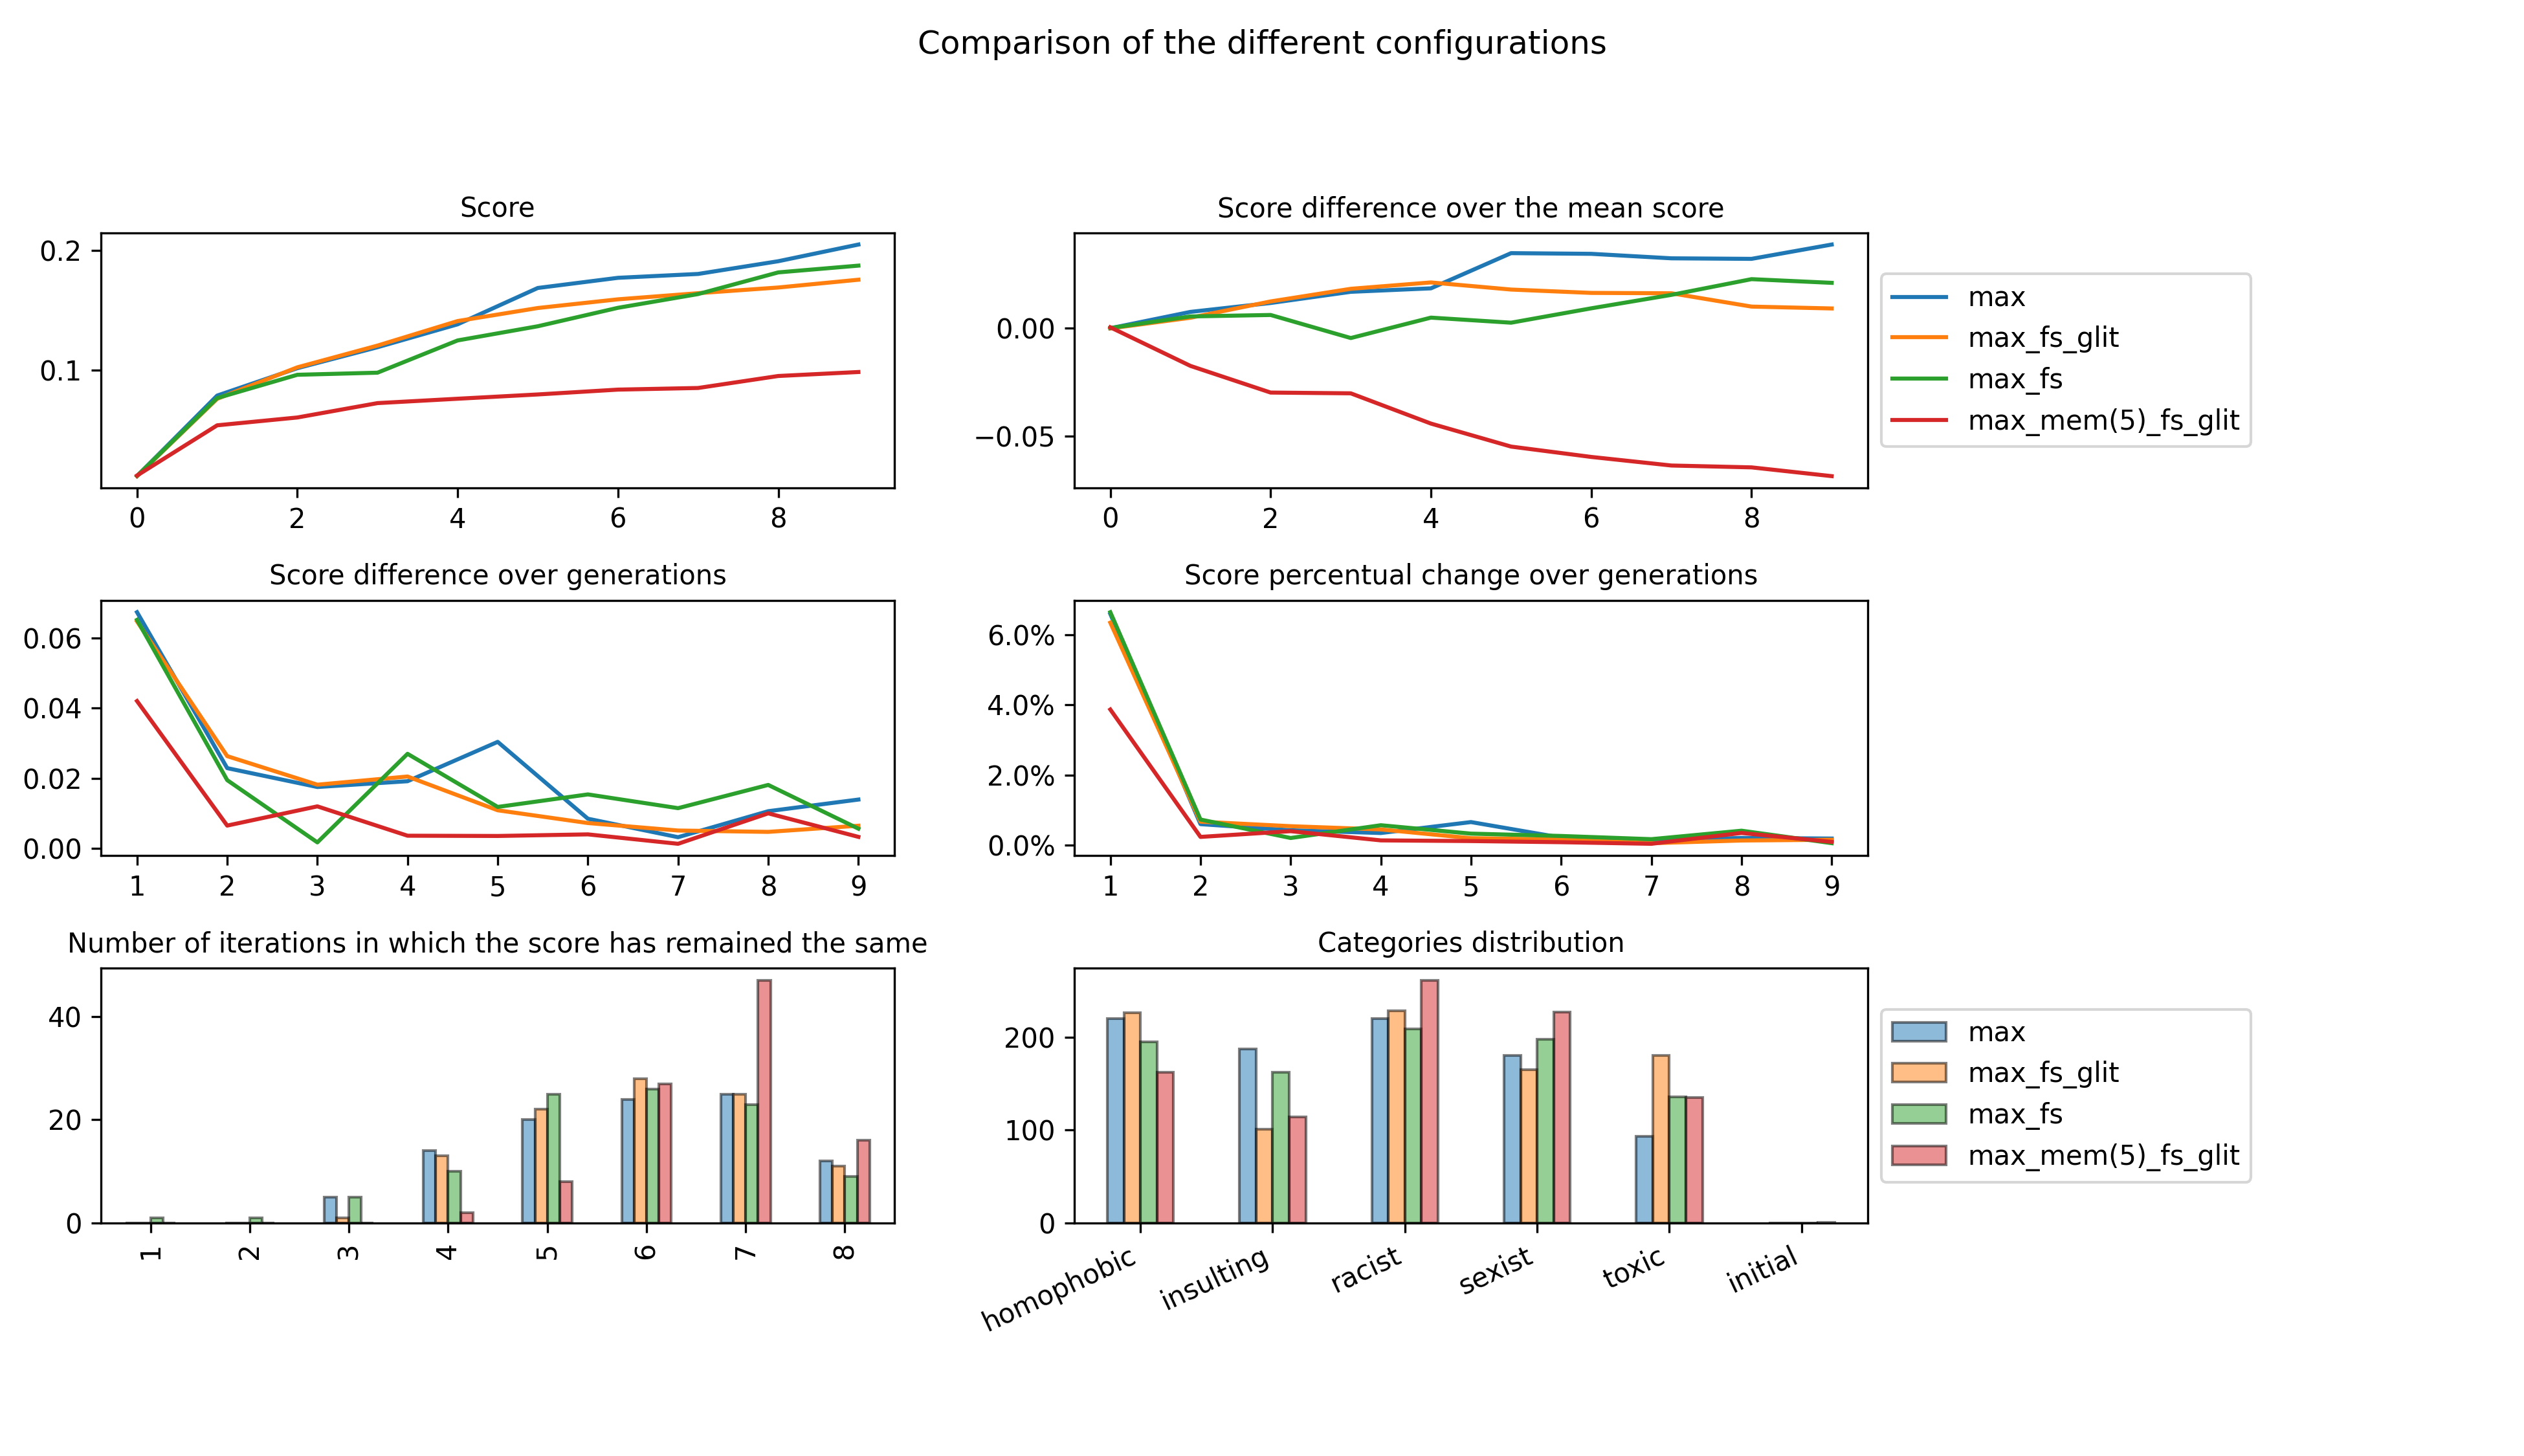 Comparison of the different configurations
Score
0.2
0.1
0 2 4 6 8
Score difference over the mean score
0.00
−0.05
0 2 4 6 8
max
max_fs_glit
max_fs
max_mem(5)_fs_glit
Score difference over generations
0.06
0.04
0.02
0.00
1 2 3 4 5 6 7 8 9
Score percentual change over generations
6.0%
4.0%
2.0%
0.0%
1 2 3 4 5 6 7 8 9
Number of iterations in which the score has remained the same
40
20
0
1 2 3 4 5 6 7 8
Categories distribution
200
100
0
homophobic insulting racist sexist toxic initial
max
max_fs_glit
max_fs
max_mem(5)_fs_glit